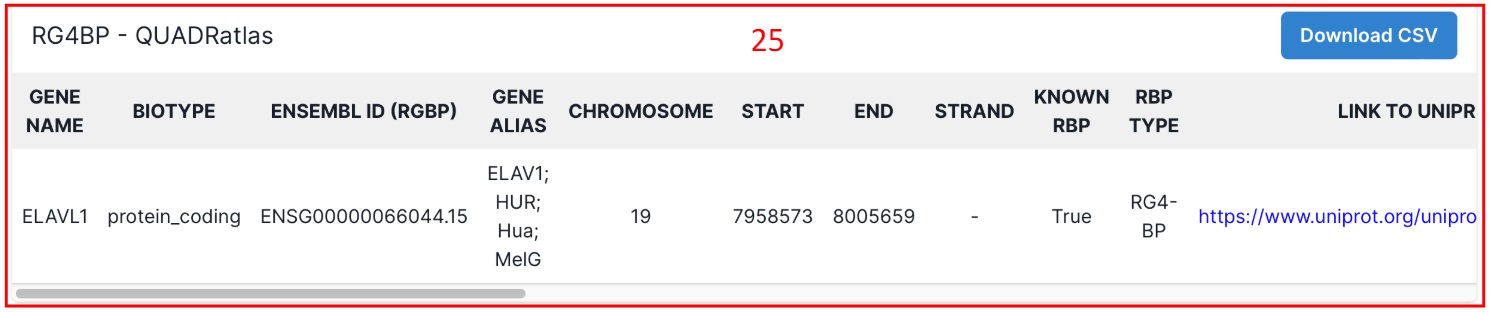 RG4BP - QUADRatlas
25
Download CSV
GENE NAME BIOTYPE ENSEMBL ID (RGBP) GENE ALIAS CHROMOSOME START END STRAND KNOWN RBP RBP TYPE LINK TO UNIPR
ELAVL1 protein_coding ENSG00000066044.15 ELAV1; HUR; Hua; MelG 19 7958573 8005659 - True RG4-BP https://www.uniprot.org/unipro